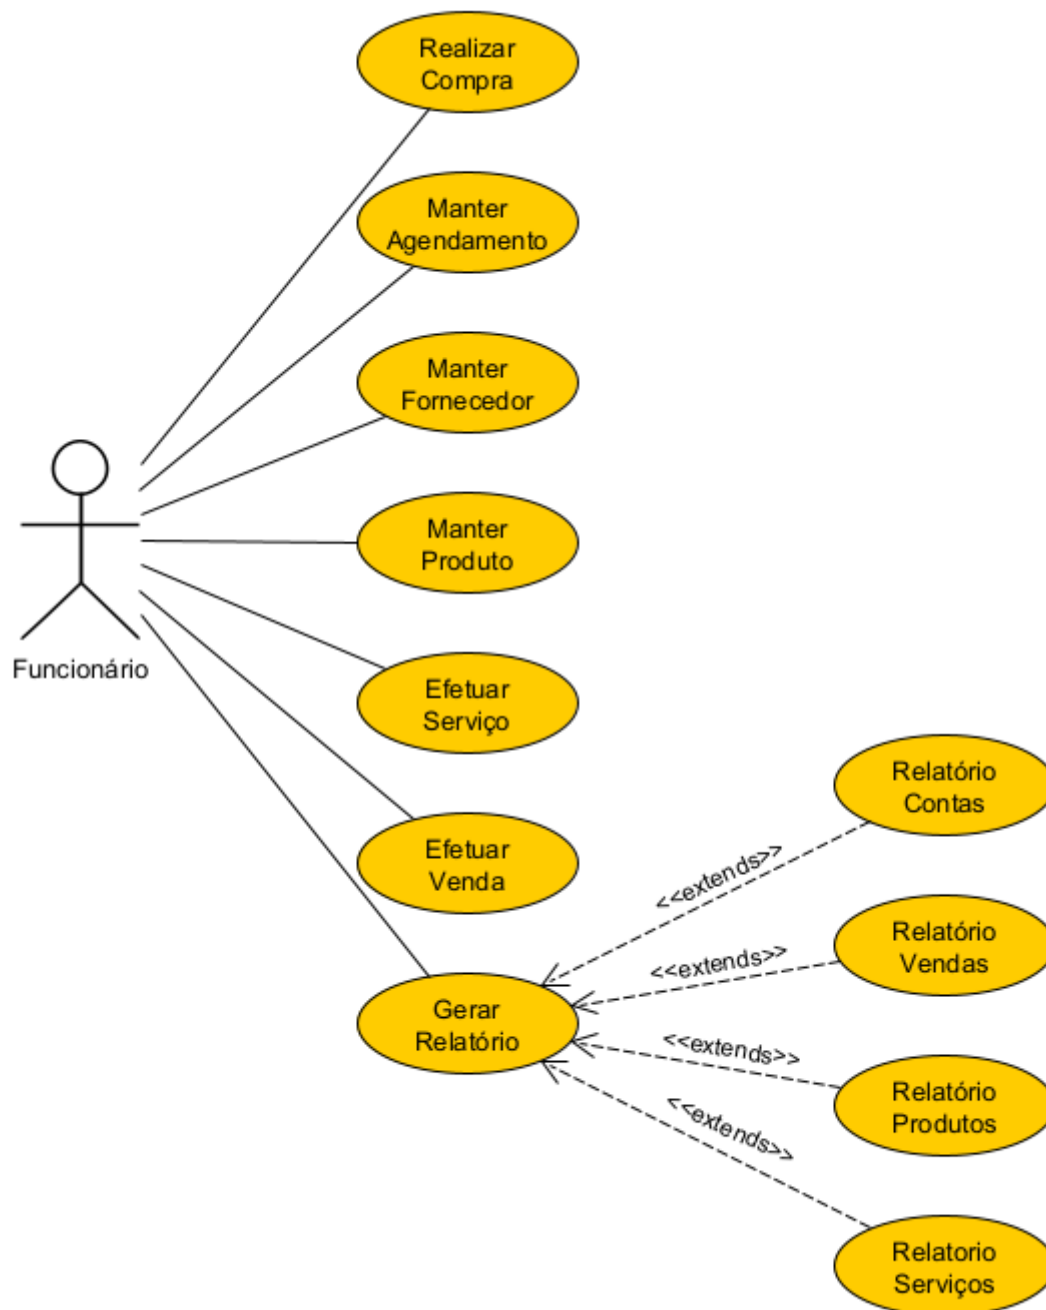 Realizar
Compra
Manter
Agendamento
Manter
Fornecedor
Manter
Produto
Funcionário
Efetuar
Serviço
Efetuar
Venda
Gerar
Relatório
<<extends>>
Relatório
Contas
<<extends>>
Relatório
Vendas
<<extends>>
Relatório
Produtos
<<extends>>
Relatorio
Serviços